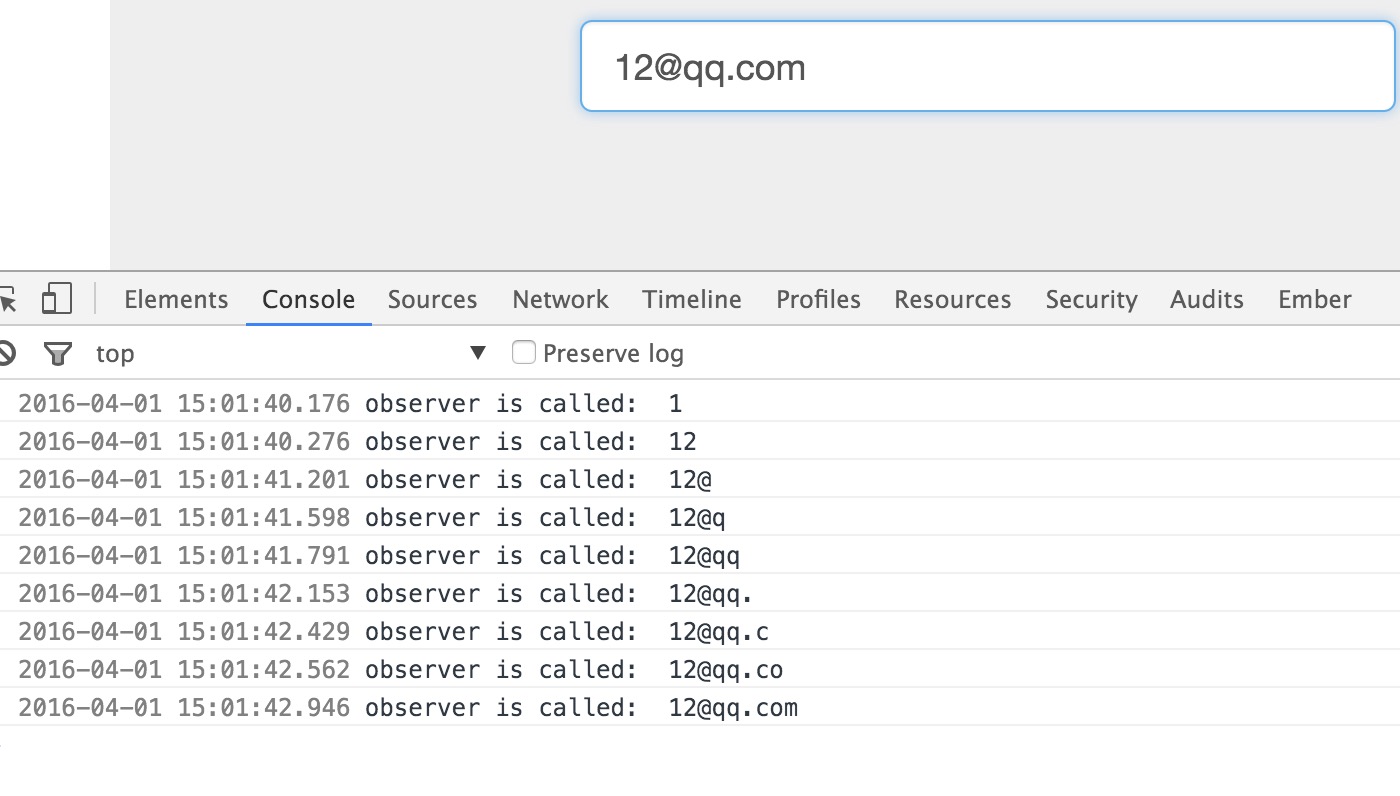 12@qq.com
Elements Console Sources Network Timeline Profiles Resources Security Audits Ember
top ▼ Preserve log
2016-04-01 15:01:40.176 observer is called:  1
2016-04-01 15:01:40.276 observer is called:  12
2016-04-01 15:01:41.201 observer is called:  12@
2016-04-01 15:01:41.598 observer is called:  12@q
2016-04-01 15:01:41.791 observer is called:  12@qq
2016-04-01 15:01:42.153 observer is called:  12@qq.
2016-04-01 15:01:42.429 observer is called:  12@qq.c
2016-04-01 15:01:42.562 observer is called:  12@qq.co
2016-04-01 15:01:42.946 observer is called:  12@qq.com